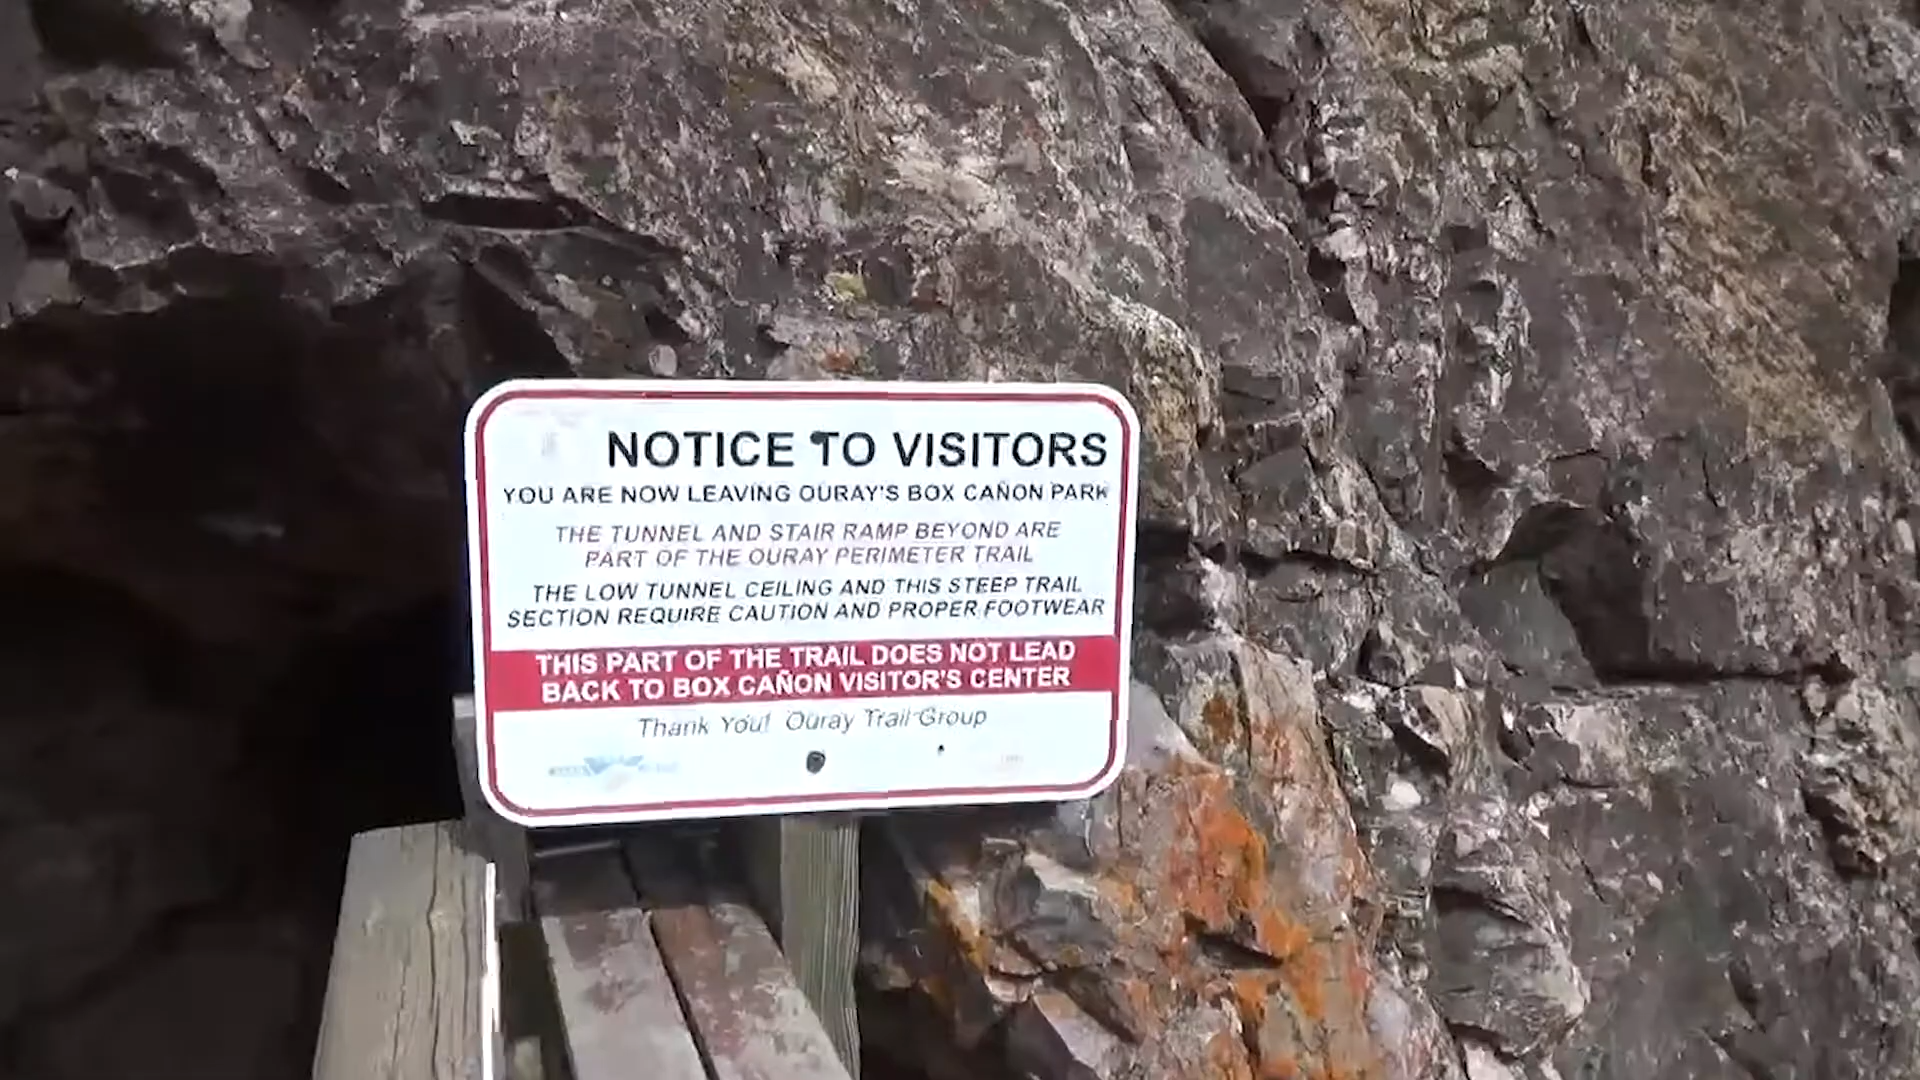 NOTICE TO VISITORS
YOU ARE NOW LEAVING OURAY'S BOX CAÑON PARK
THE TUNNEL AND STAIR RAMP BEYOND ARE
PART OF THE OURAY PERIMETER TRAIL
THE LOW TUNNEL CEILING AND THIS STEEP TRAIL
SECTION REQUIRE CAUTION AND PROPER FOOTWEAR
THIS PART OF THE TRAIL DOES NOT LEAD
BACK TO BOX CAÑON VISITOR'S CENTER
Thank You! Ouray Trail Group